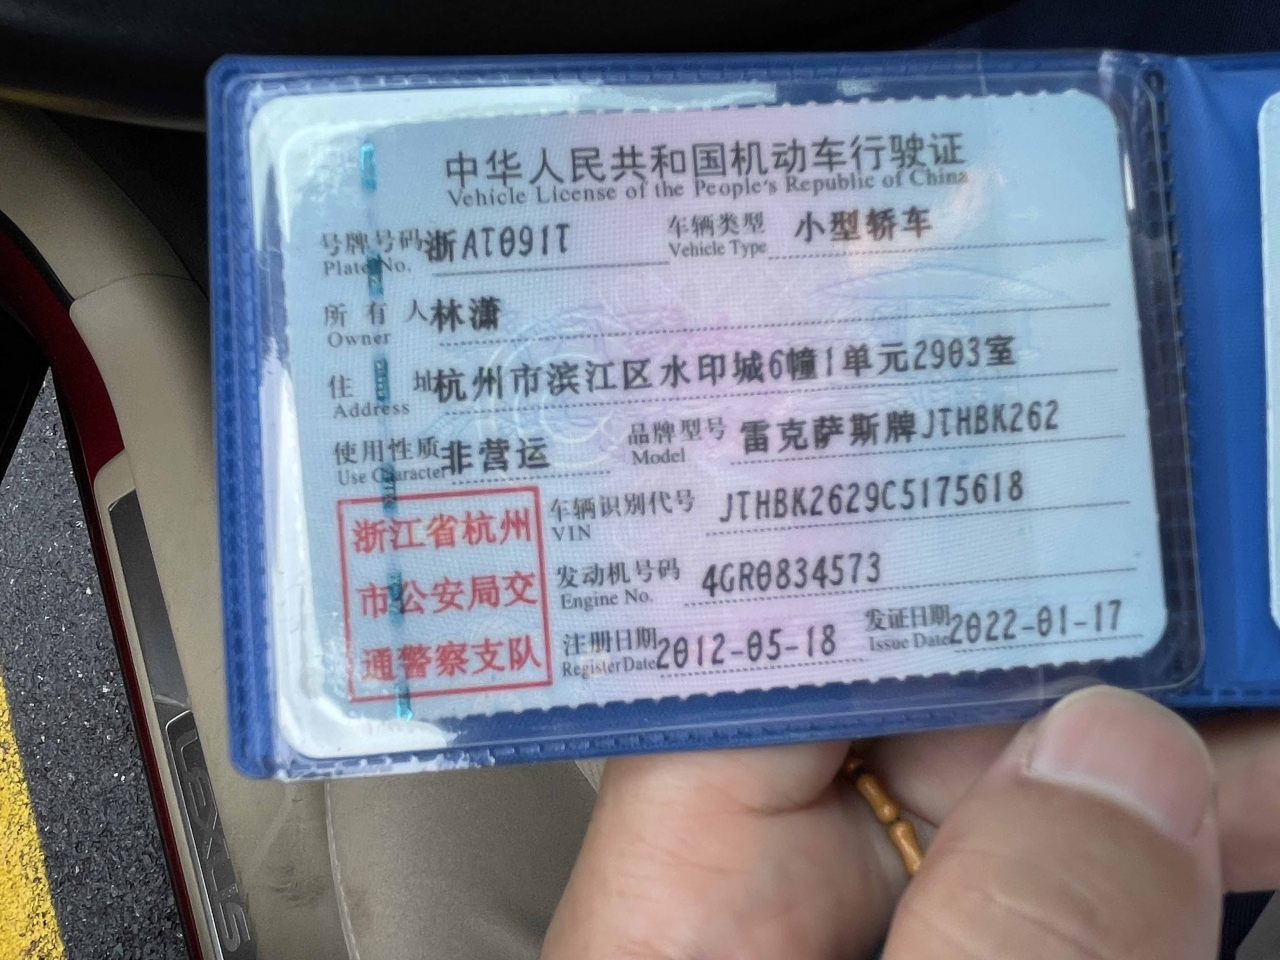 中华人民共和国机动车行驶证
Vehicle License of the People's Republic of China
号牌号码 浙AT091T 车辆类型 小型轿车
Plate No. Vehicle Type
所有人 林潇
Owner
住址 杭州市滨江区水印城6幢1单元2903室
Address
使用性质 非营运 品牌型号 雷克萨斯牌JTHBK262
Use Character Model
浙江省杭州
市公安局交
通警察支队
车辆识别代号 JTHBK2629C5175618
VIN
发动机号码 4GR0834573
Engine No.
注册日期 2012-05-18 发证日期 2022-01-17
Register Date Issue Date
LEXUS